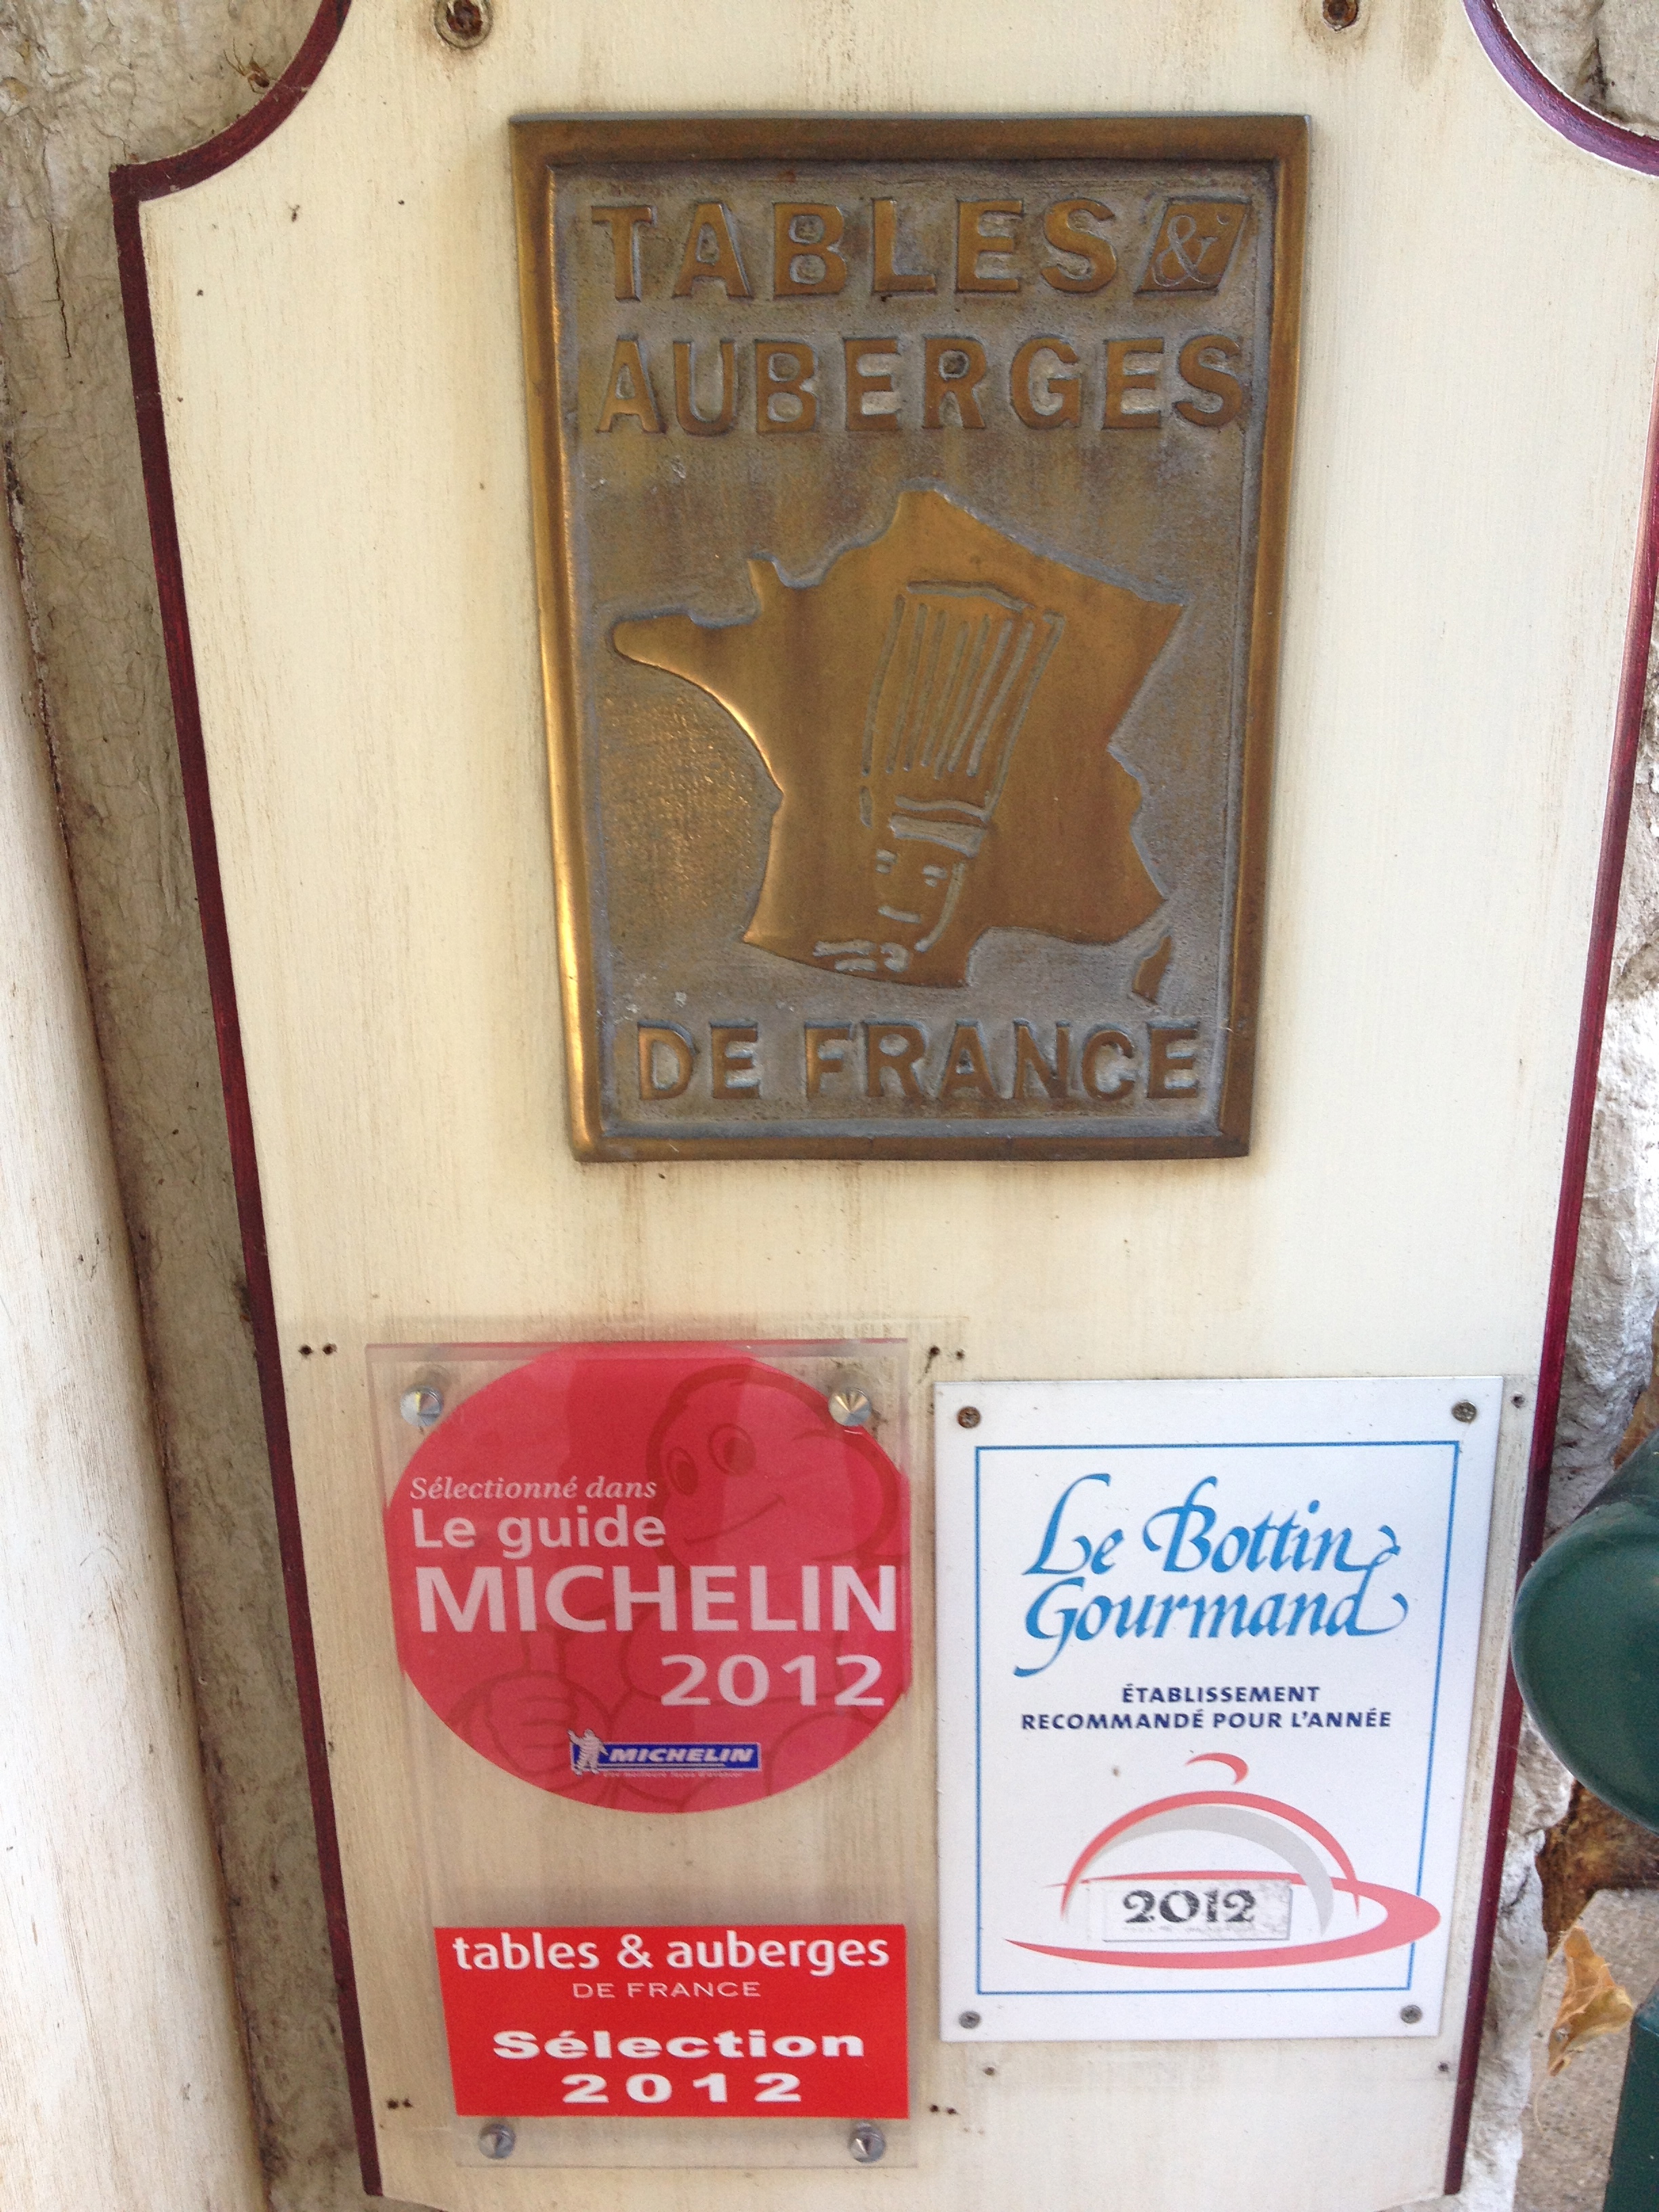 TABLES &
AUBERGES
DE FRANCE
Sélectionné dans
Le guide
MICHELIN
2012
MICHELIN
Le Bottin
Gourmand
ÉTABLISSEMENT
RECOMMANDÉ POUR L'ANNÉE
2012
tables & auberges
DE FRANCE
Sélection
2012